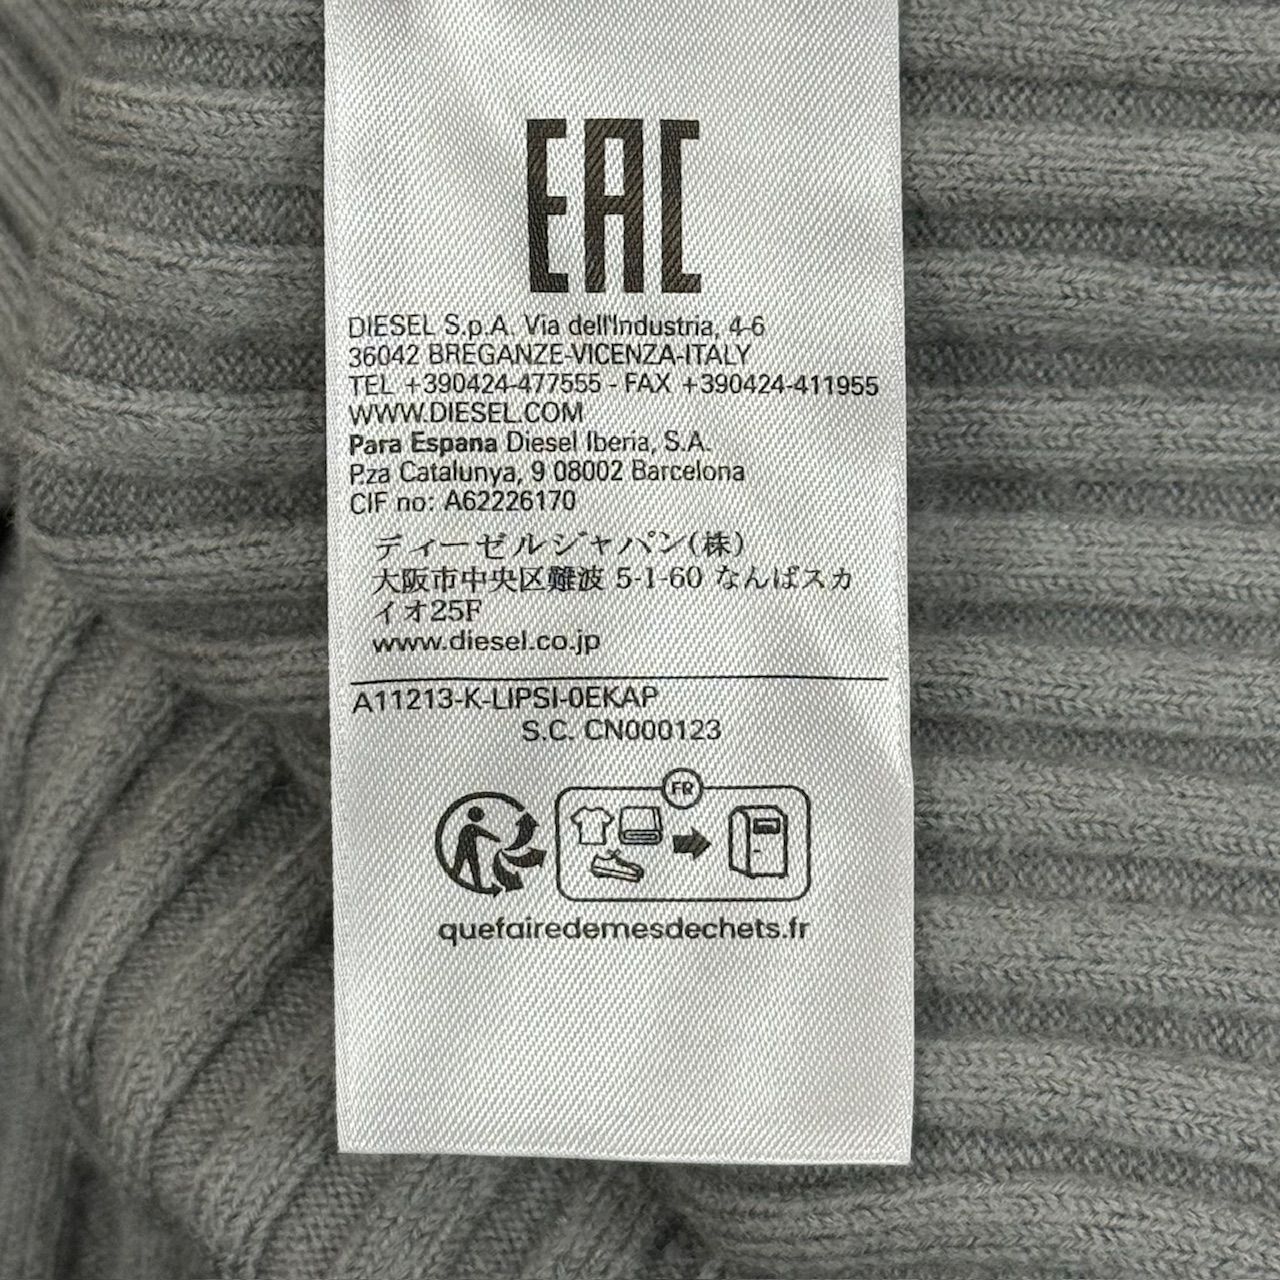 EAC
DIESEL S.p.A. Via dell'Industria, 4-6
36042 BREGANZE-VICENZA-ITALY
TEL +390424-477555 - FAX +390424-411955
WWW.DIESEL.COM
Para Espana Diesel Iberia, S.A.
P.za Catalunya, 9 08002 Barcelona
CIF no: A62226170
ディーゼルジャパン(株)
大阪市中央区難波 5-1-60 なんばスカ
イオ25F
www.diesel.co.jp
A11213-K-LIPSI-0EKAP
S.C. CN000123
FR
quefairedemesdechets.fr